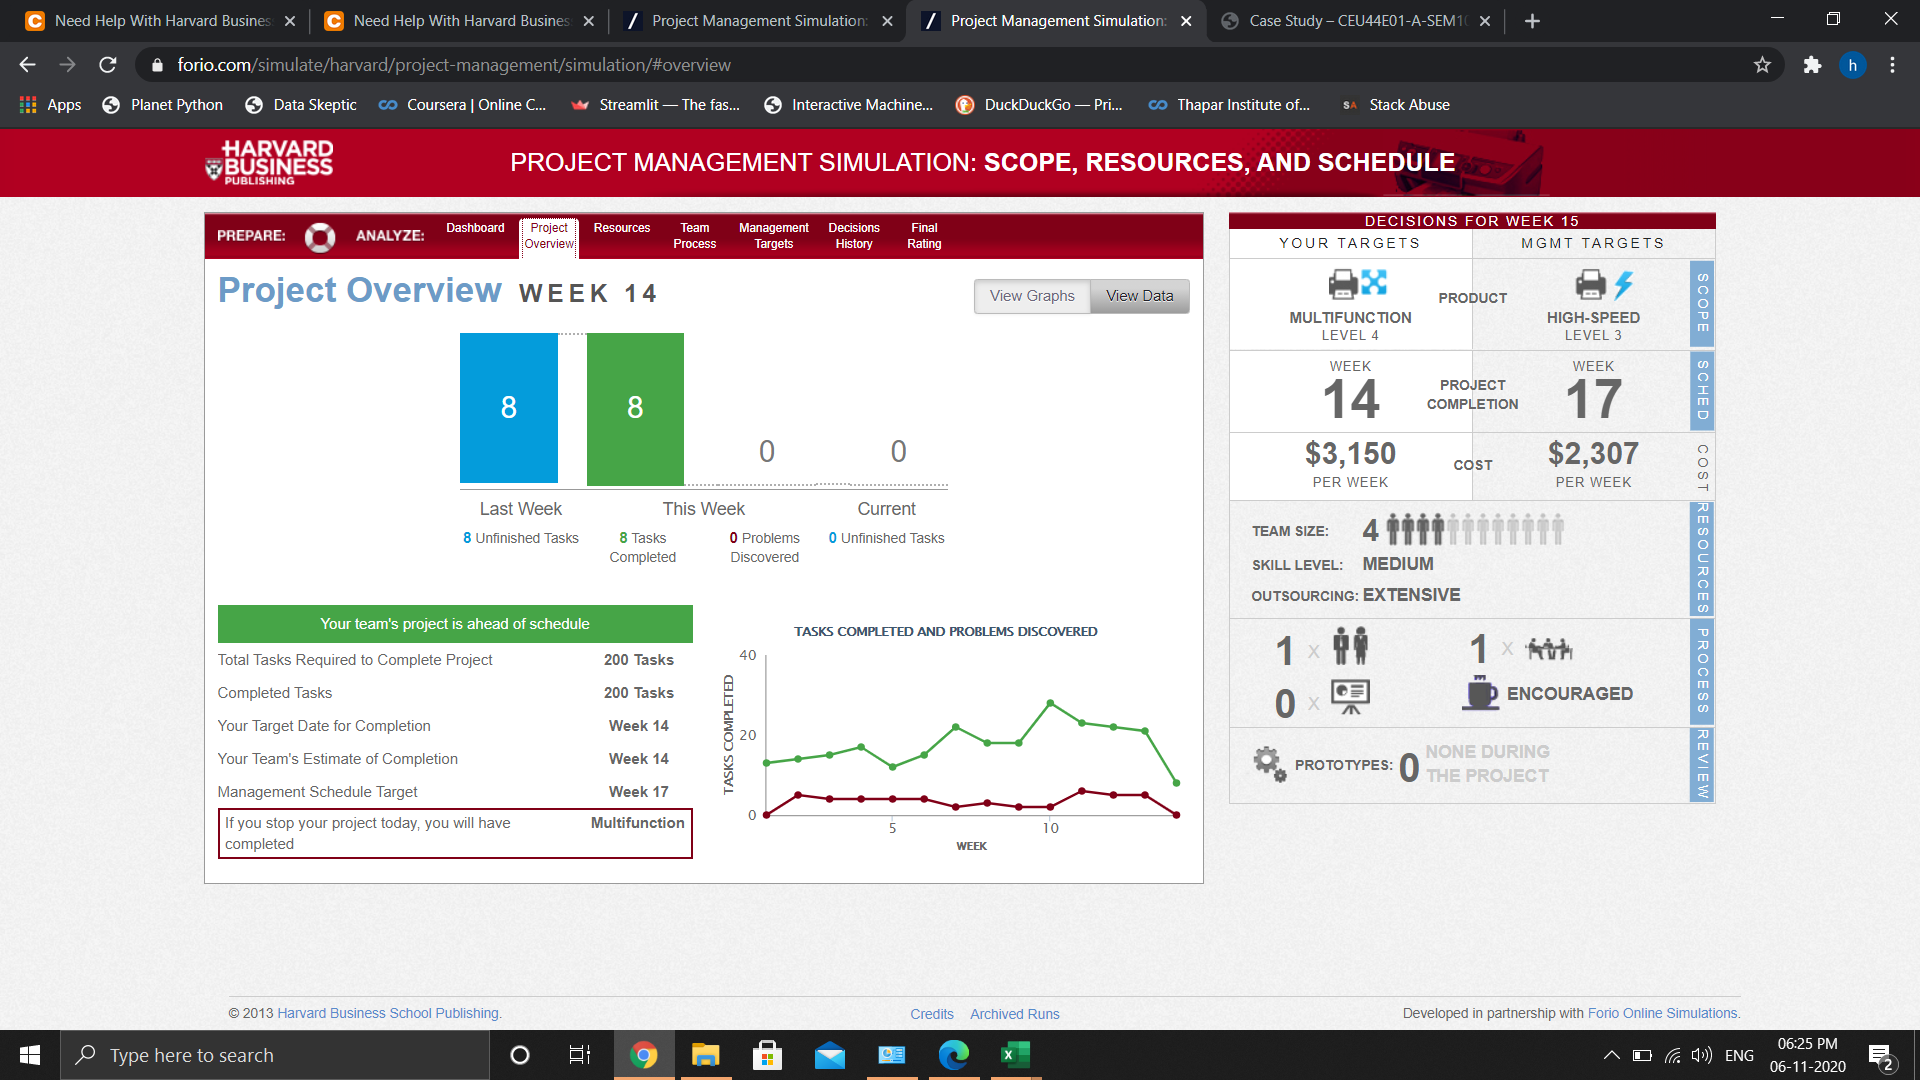 Need Help With Harvard Busines
Need Help With Harvard Busines
Project Management Simulation:
Project Management Simulation:
Case Study – CEU44E01-A-SEM1
forio.com/simulate/harvard/project-management/simulation/#overview
h
Apps
Planet Python
Data Skeptic
Coursera | Online C...
Streamlit — The fas...
Interactive Machine...
DuckDuckGo — Pri...
Thapar Institute of...
SA Stack Abuse
HARVARD
BUSINESS
PUBLISHING
PROJECT MANAGEMENT SIMULATION: SCOPE, RESOURCES, AND SCHEDULE
PREPARE:
ANALYZE:
Dashboard
Project
Overview
Resources
Team
Process
Management
Targets
Decisions
History
Final
Rating
Project Overview WEEK 14
View Graphs
View Data
8
8
0
0
Last Week
This Week
Current
8 Unfinished Tasks
8 Tasks
Completed
0 Problems
Discovered
0 Unfinished Tasks
Your team's project is ahead of schedule
Total Tasks Required to Complete Project 200 Tasks
Completed Tasks 200 Tasks
Your Target Date for Completion Week 14
Your Team's Estimate of Completion Week 14
Management Schedule Target Week 17
If you stop your project today, you will have
completed
Multifunction
TASKS COMPLETED AND PROBLEMS DISCOVERED
TASKS COMPLETED
40
20
0
5
10
WEEK
DECISIONS FOR WEEK 15
YOUR TARGETS
MGMT TARGETS
PRODUCT
MULTIFUNCTION
LEVEL 4
HIGH-SPEED
LEVEL 3
SCOPE
WEEK
14
PROJECT
COMPLETION
WEEK
17
SCHED
$3,150
PER WEEK
COST
$2,307
PER WEEK
COST
TEAM SIZE: 4
SKILL LEVEL: MEDIUM
OUTSOURCING: EXTENSIVE
RESOURCES
1 x
1 x
0 x
ENCOURAGED
PROCESS
PROTOTYPES: 0
NONE DURING
THE PROJECT
REVIEW
© 2013 Harvard Business School Publishing.
Credits
Archived Runs
Developed in partnership with Forio Online Simulations.
Type here to search
ENG
06:25 PM
06-11-2020
2